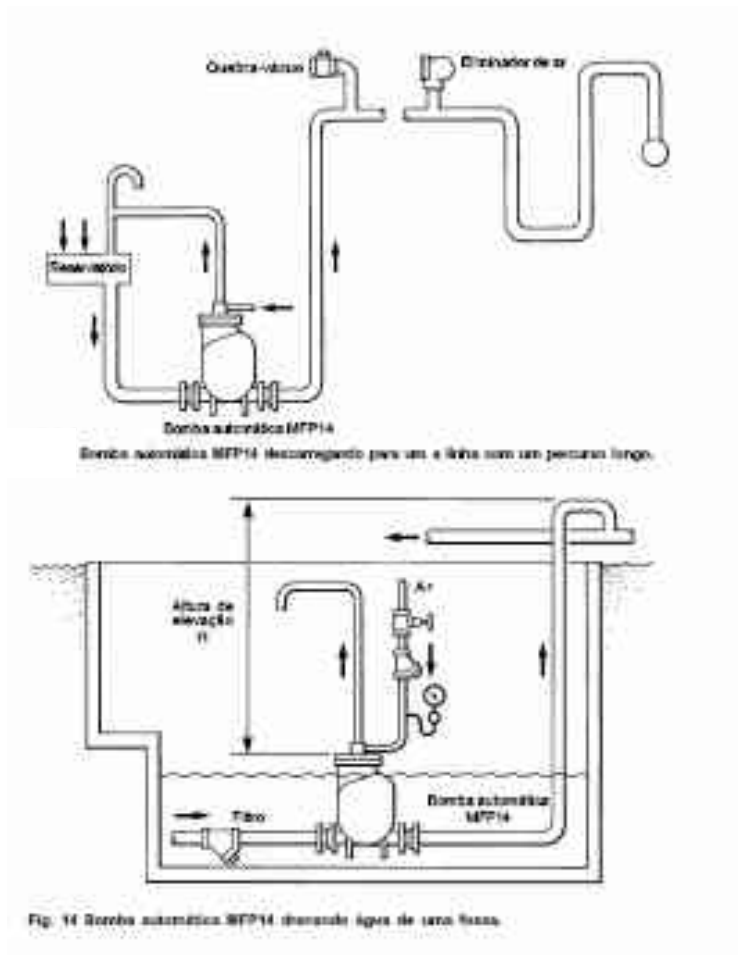 Quebra-vácuo
Eliminador de ar
Reservatório
Bomba automática MFP14
Bomba automática MFP14 descarregando para um a linha com um percurso longo.
Altura de
elevação
H
Ar
Filtro
Bomba automática
MFP14
Fig. 14 Bomba automática MFP14 drenando água de uma fossa.